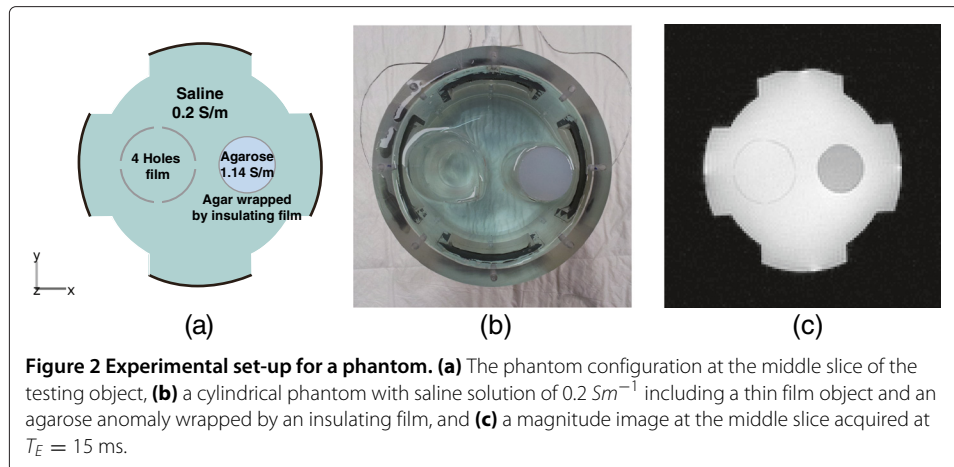 Saline
0.2 S/m
4 Holes
film
Agarose
1.14 S/m
Agar wrapped
by insulating film
y
z
x
(a)
(b)
(c)
Figure 2 Experimental set-up for a phantom. (a) The phantom configuration at the middle slice of the
testing object, (b) a cylindrical phantom with saline solution of 0.2 Sm⁻¹ including a thin film object and an
agarose anomaly wrapped by an insulating film, and (c) a magnitude image at the middle slice acquired at
T_E = 15 ms.